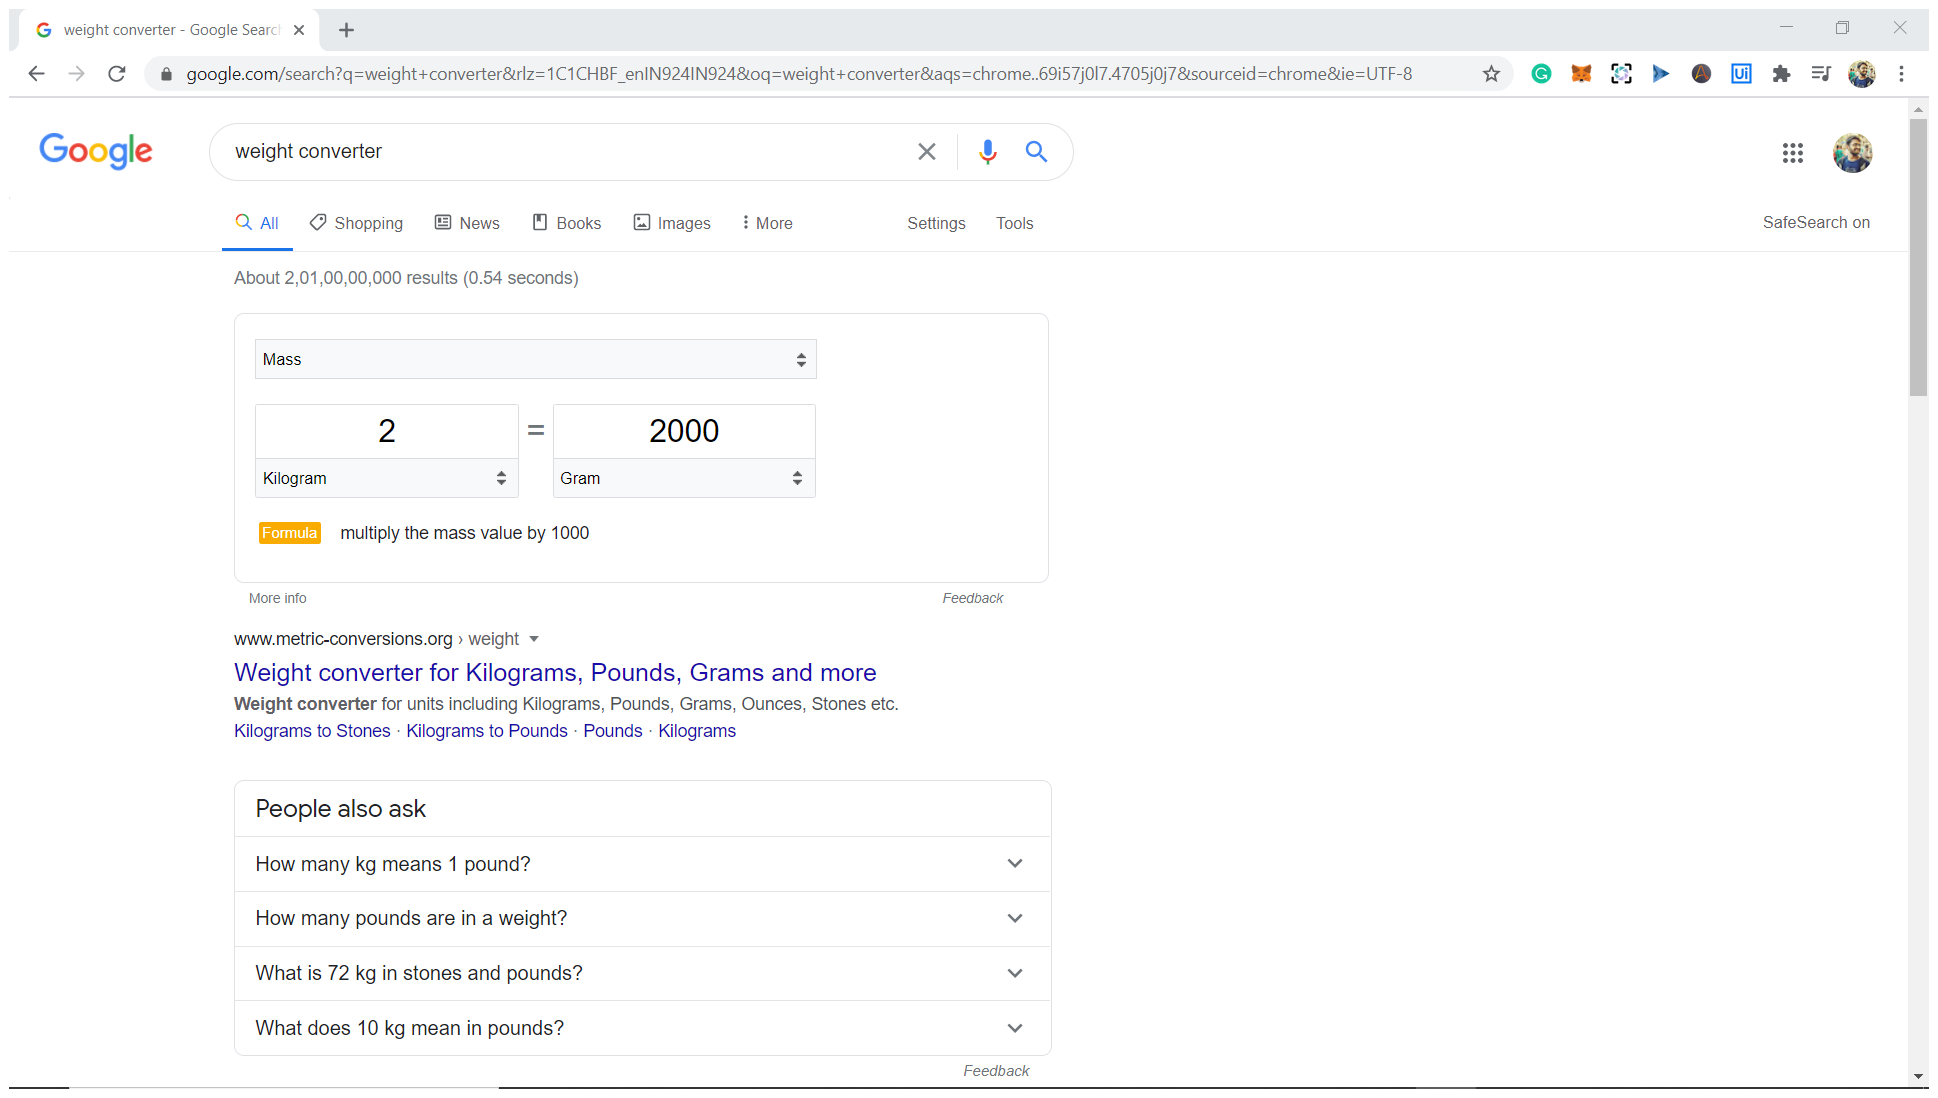 weight converter - Google Searc
google.com/search?q=weight+converter&rlz=1C1CHBF_enIN924IN924&oq=weight+converter&aqs=chrome..69i57j0l7.4705j0j7&sourceid=chrome&ie=UTF-8
Google weight converter
All Shopping News Books Images More Settings Tools SafeSearch on
About 2,01,00,00,000 results (0.54 seconds)
Mass
2 = 2000
Kilogram Gram
Formula multiply the mass value by 1000
More info Feedback
www.metric-conversions.org › weight
Weight converter for Kilograms, Pounds, Grams and more
Weight converter for units including Kilograms, Pounds, Grams, Ounces, Stones etc.
Kilograms to Stones · Kilograms to Pounds · Pounds · Kilograms
People also ask
How many kg means 1 pound?
How many pounds are in a weight?
What is 72 kg in stones and pounds?
What does 10 kg mean in pounds?
Feedback